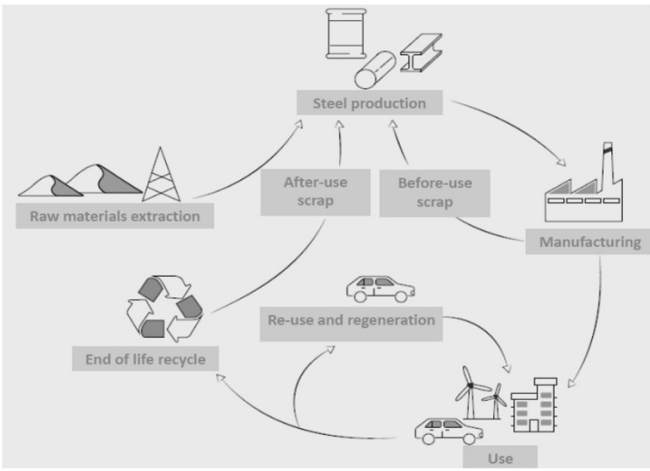 Steel production
After-use
scrap
Before-use
scrap
Raw materials extraction
Manufacturing
Re-use and regeneration
End of life recycle
Use